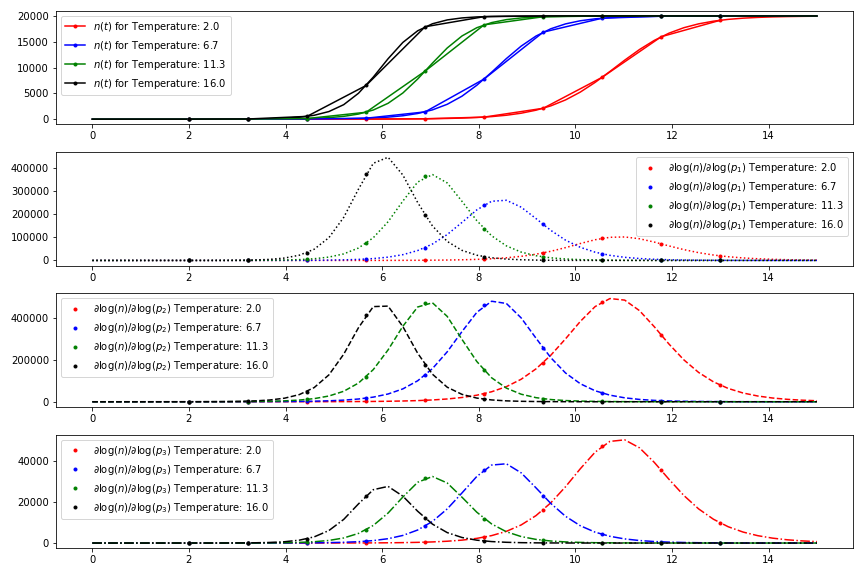 20000
15000
10000
5000
0
n(t) for Temperature: 2.0
n(t) for Temperature: 6.7
n(t) for Temperature: 11.3
n(t) for Temperature: 16.0
0 2 4 6 8 10 12 14
400000
300000
200000
100000
0
∂log(n)/∂log(p₁) Temperature: 2.0
∂log(n)/∂log(p₁) Temperature: 6.7
∂log(n)/∂log(p₁) Temperature: 11.3
∂log(n)/∂log(p₁) Temperature: 16.0
0 2 4 6 8 10 12 14
400000
200000
0
∂log(n)/∂log(p₂) Temperature: 2.0
∂log(n)/∂log(p₂) Temperature: 6.7
∂log(n)/∂log(p₂) Temperature: 11.3
∂log(n)/∂log(p₂) Temperature: 16.0
0 2 4 6 8 10 12 14
40000
20000
0
∂log(n)/∂log(p₃) Temperature: 2.0
∂log(n)/∂log(p₃) Temperature: 6.7
∂log(n)/∂log(p₃) Temperature: 11.3
∂log(n)/∂log(p₃) Temperature: 16.0
0 2 4 6 8 10 12 14